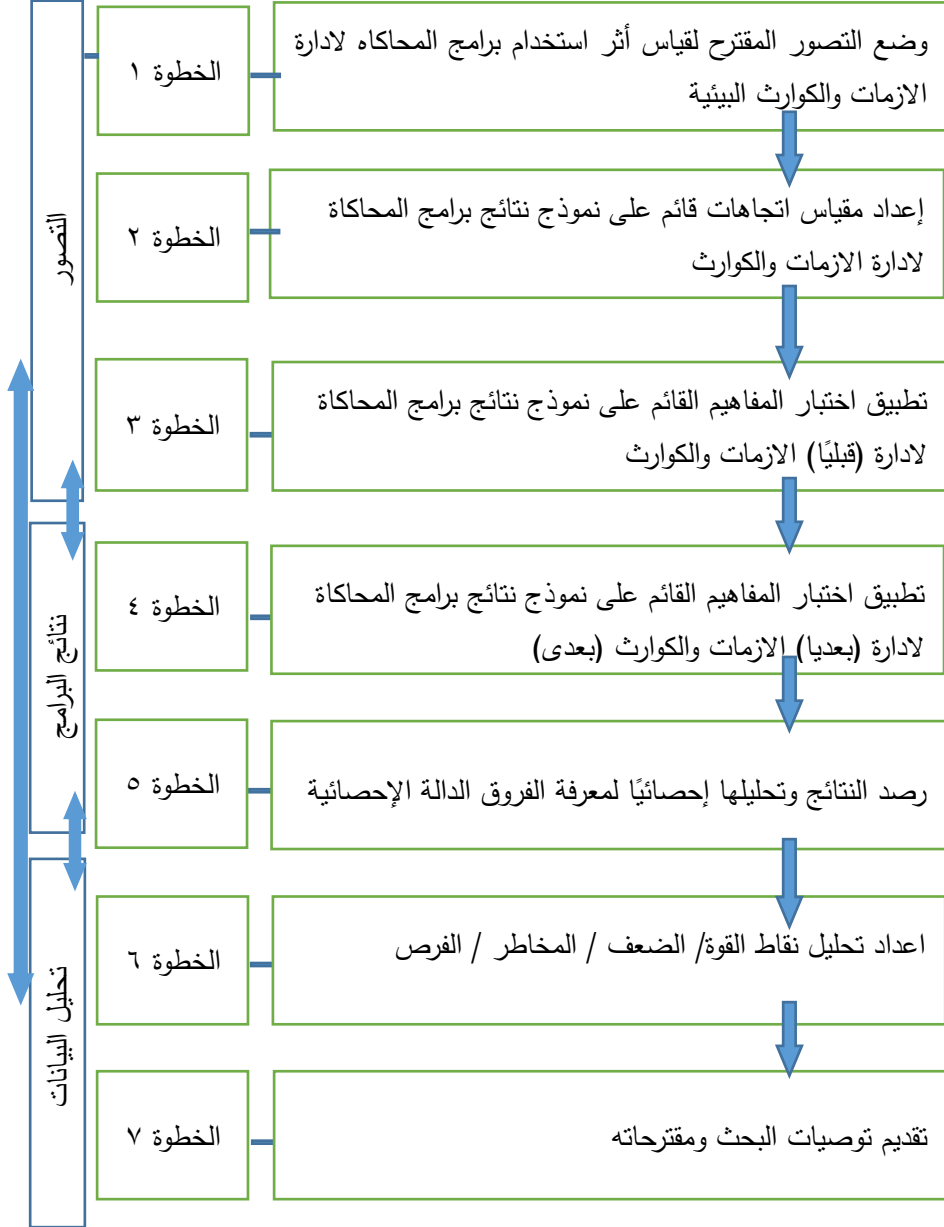 وضع التصور المقترح لقياس أثر استخدام برامج المحاكاه لادارة
الازمات والكوارث البيئية
الخطوة ١
إعداد مقياس اتجاهات قائم على نموذج نتائج برامج المحاكاة
لادارة الازمات والكوارث
الخطوة ٢
تطبيق اختبار المفاهيم القائم على نموذج نتائج برامج المحاكاة
لادارة (قبليًا) الازمات والكوارث
الخطوة ٣
التصور
تطبيق اختبار المفاهيم القائم على نموذج نتائج برامج المحاكاة
لادارة (بعديا) الازمات والكوارث (بعدى)
الخطوة ٤
رصد النتائج وتحليلها إحصائيًا لمعرفة الفروق الدالة الإحصائية
الخطوة ٥
نتائج البرامج
اعداد تحليل نقاط القوة/ الضعف / المخاطر / الفرص
الخطوة ٦
تقديم توصيات البحث ومقترحاته
الخطوة ٧
تحليل البيانات